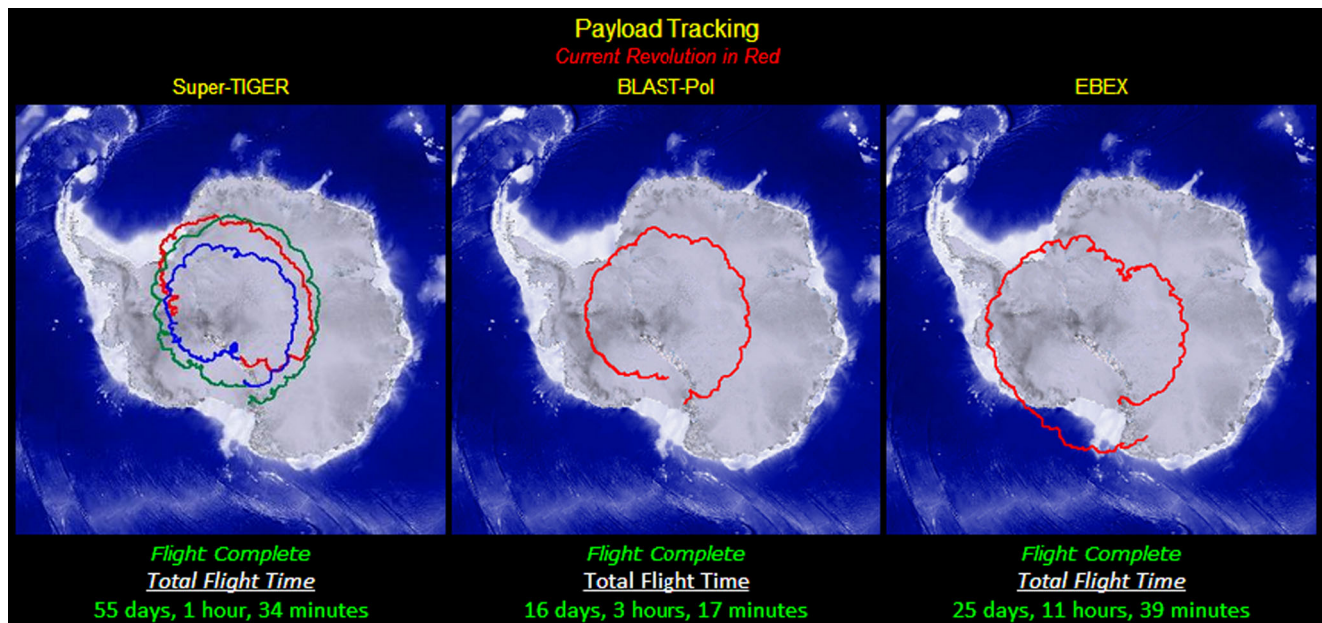 Payload Tracking
Current Revolution in Red
Super-TIGER
BLAST-Pol
EBEX
Flight Complete
Total Flight Time
55 days, 1 hour, 34 minutes
Flight Complete
Total Flight Time
16 days, 3 hours, 17 minutes
Flight Complete
Total Flight Time
25 days, 11 hours, 39 minutes